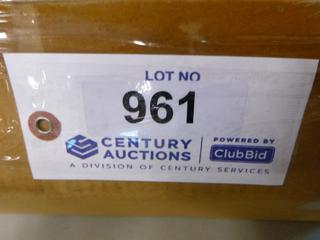 LOT NO
961
CENTURY AUCTIONS
POWERED BY
ClubBid
A DIVISION OF CENTURY SERVICES